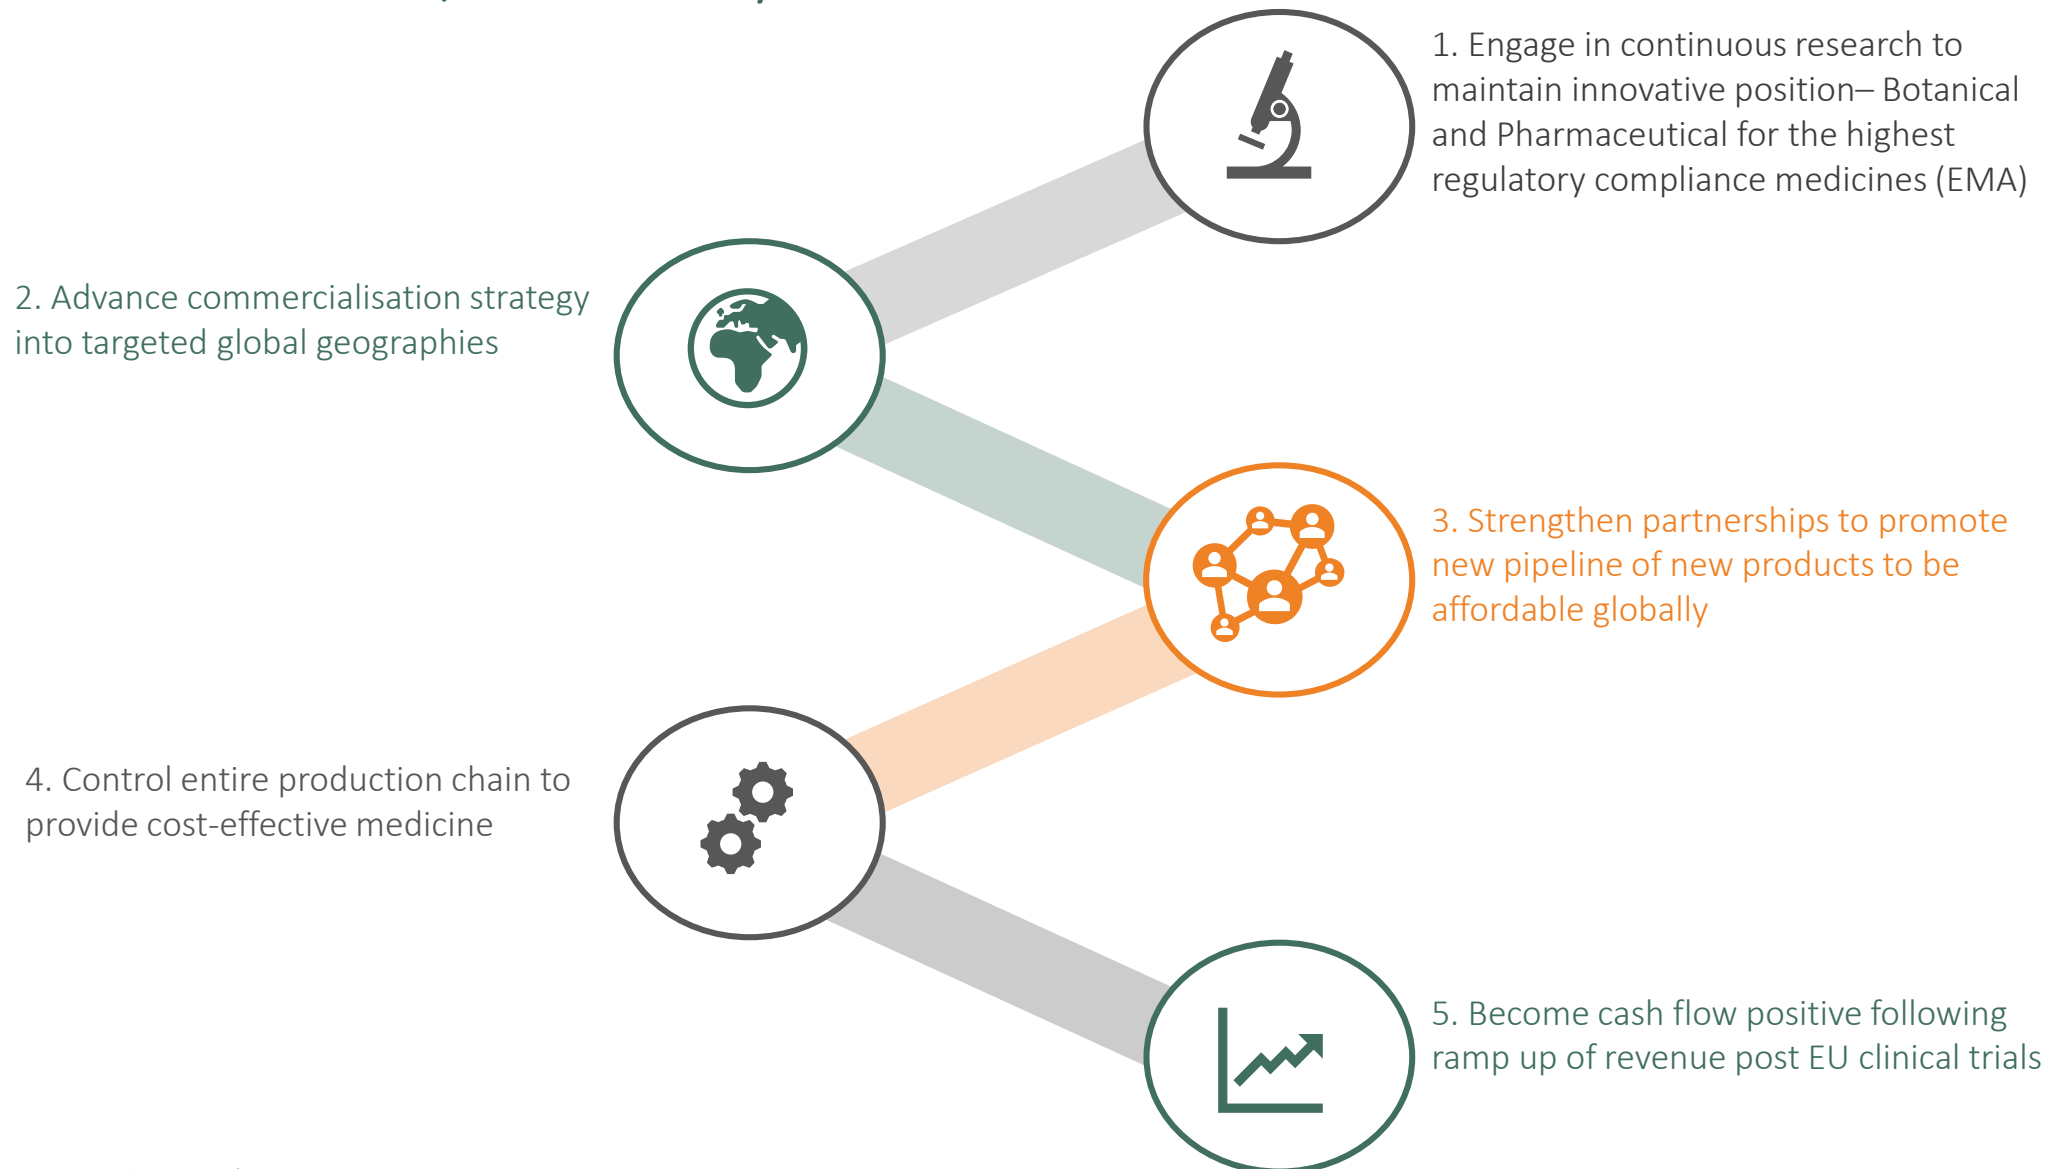 1. Engage in continuous research to
maintain innovative position– Botanical
and Pharmaceutical for the highest
regulatory compliance medicines (EMA)
2. Advance commercialisation strategy
into targeted global geographies
3. Strengthen partnerships to promote
new pipeline of new products to be
affordable globally
4. Control entire production chain to
provide cost-effective medicine
5. Become cash flow positive following
ramp up of revenue post EU clinical trials